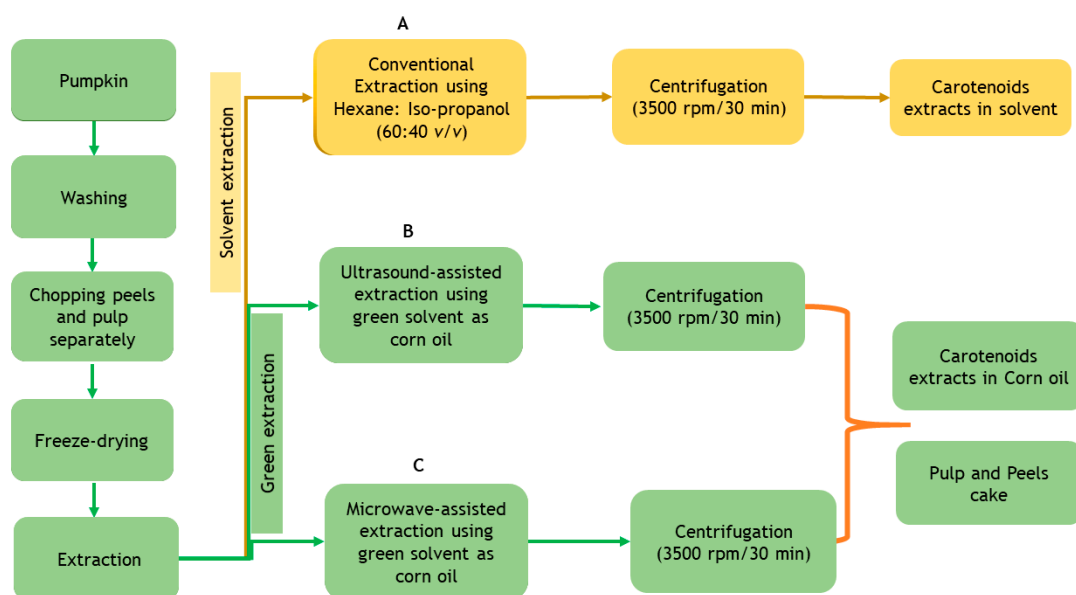 Pumpkin
Washing
Chopping peels
and pulp
separately
Freeze-drying
Extraction
Solvent extraction
Green extraction
A
Conventional
Extraction using
Hexane: Iso-propanol
(60:40 v/v)
Centrifugation
(3500 rpm/30 min)
Carotenoids
extracts in solvent
B
Ultrasound-assisted
extraction using
green solvent as
corn oil
Centrifugation
(3500 rpm/30 min)
C
Microwave-assisted
extraction using
green solvent as
corn oil
Centrifugation
(3500 rpm/30 min)
Carotenoids
extracts in Corn oil
Pulp and Peels
cake